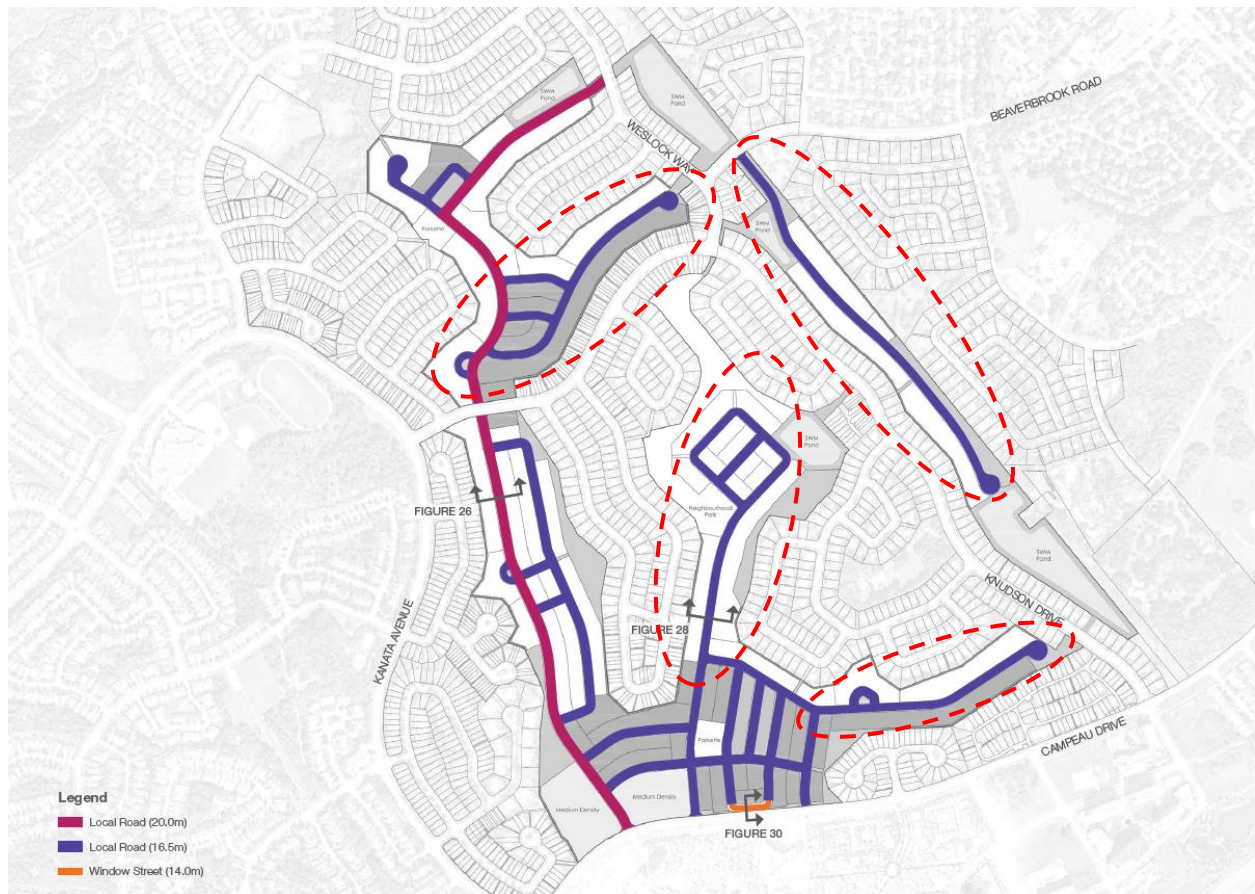 SWM
Pond
SWM
Pond
BEAVERBROOK ROAD
WESLOCK WAY
Parkette
SWM
Pond
SWM
Pond
FIGURE 26
Neighbourhood
Park
SWM
Pond
KNUDSON DRIVE
FIGURE 28
KANATA AVENUE
Parkette
CAMPEAU DRIVE
Medium Density
Medium Density
FIGURE 30
Legend
Local Road (20.0m)
Local Road (16.5m)
Window Street (14.0m)